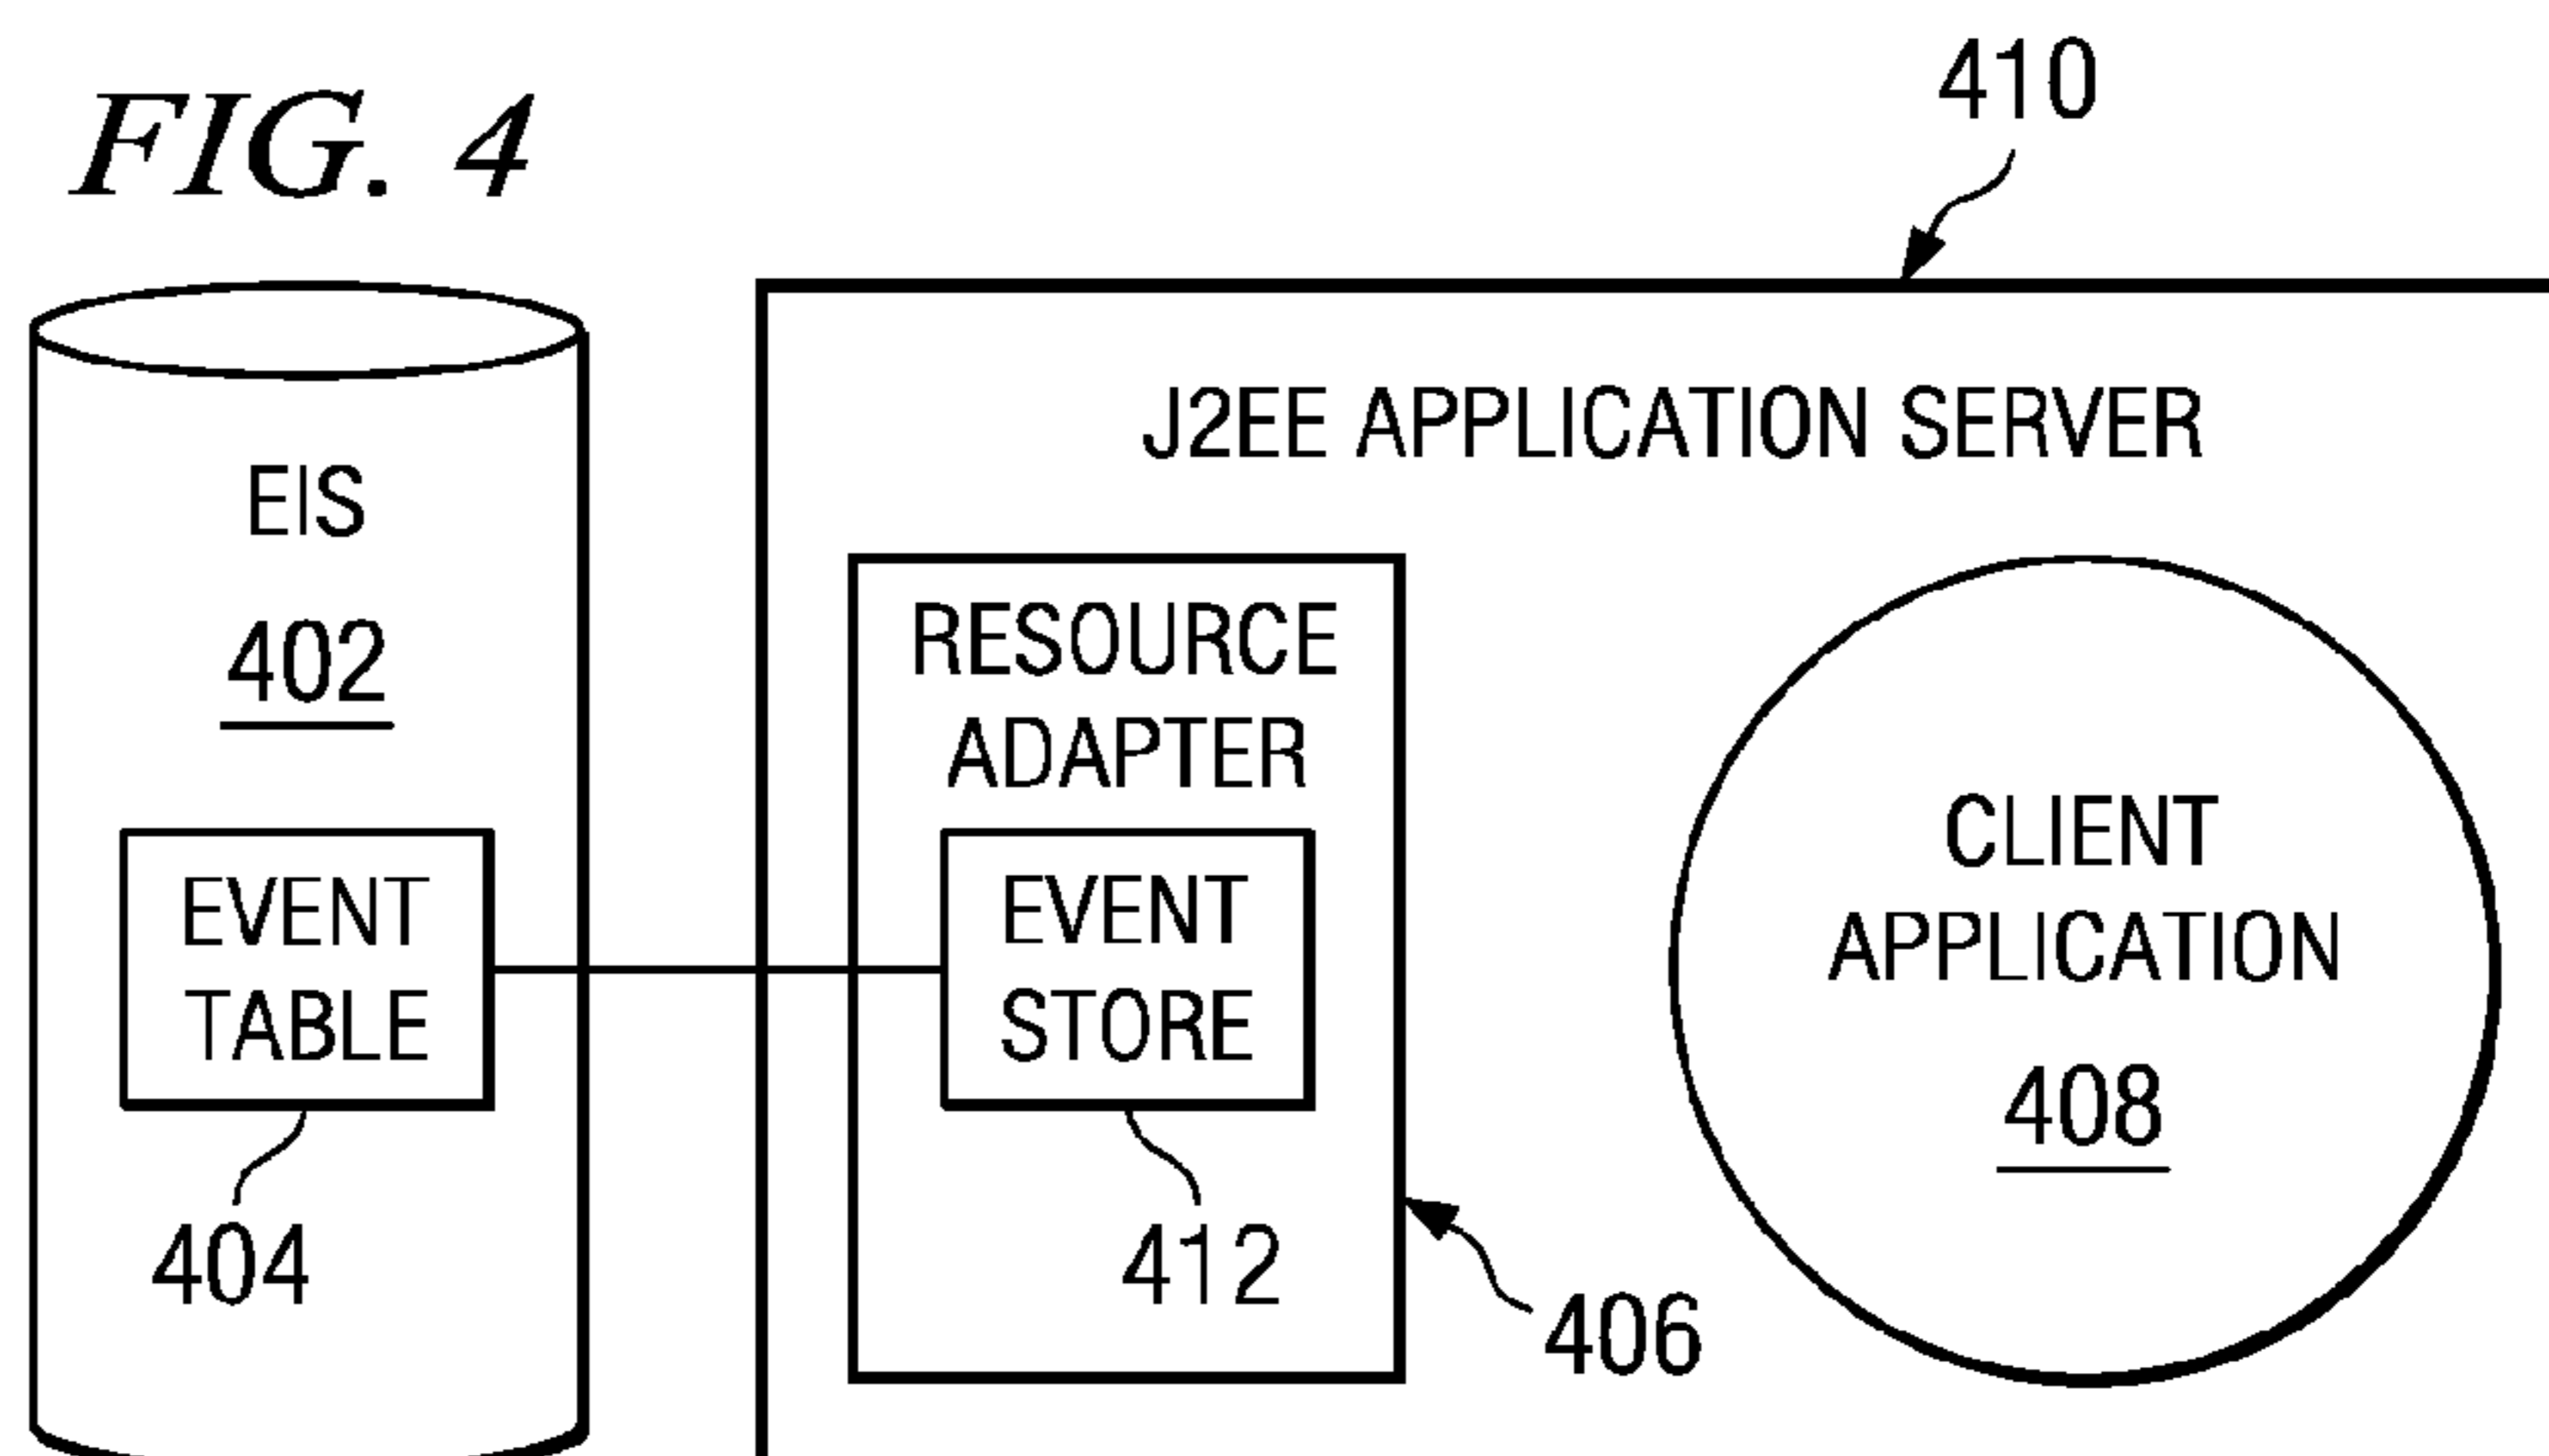 FIG. 4
410
J2EE APPLICATION SERVER
EIS
402
EVENT
TABLE
404
RESOURCE
ADAPTER
EVENT
STORE
412
406
CLIENT
APPLICATION
408